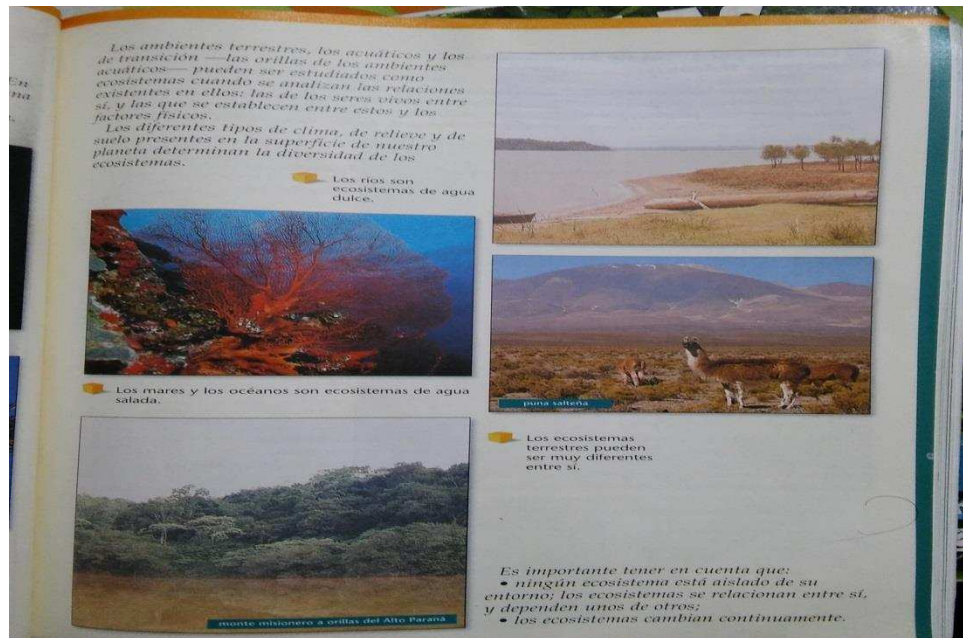 Los ambientes terrestres, los acuáticos y los
de transición —las orillas de los ambientes
acuáticos— pueden ser estudiados como
ecosistemas cuando se analizan las relaciones
existentes en ellos: las de los seres vivos entre
sí, y las que se establecen entre estos y los
factores físicos.
Los diferentes tipos de clima, de relieve y de
suelo presentes en la superficie de nuestro
planeta determinan la diversidad de los
ecosistemas.
Los ríos son
ecosistemas de agua
dulce.
Los mares y los océanos son ecosistemas de agua
salada.
puna salteña
Los ecosistemas
terrestres pueden
ser muy diferentes
entre sí.
monte misionero a orillas del Alto Paraná
Es importante tener en cuenta que:
• ningún ecosistema está aislado de su
entorno; los ecosistemas se relacionan entre sí,
y dependen unos de otros;
• los ecosistemas cambian continuamente.